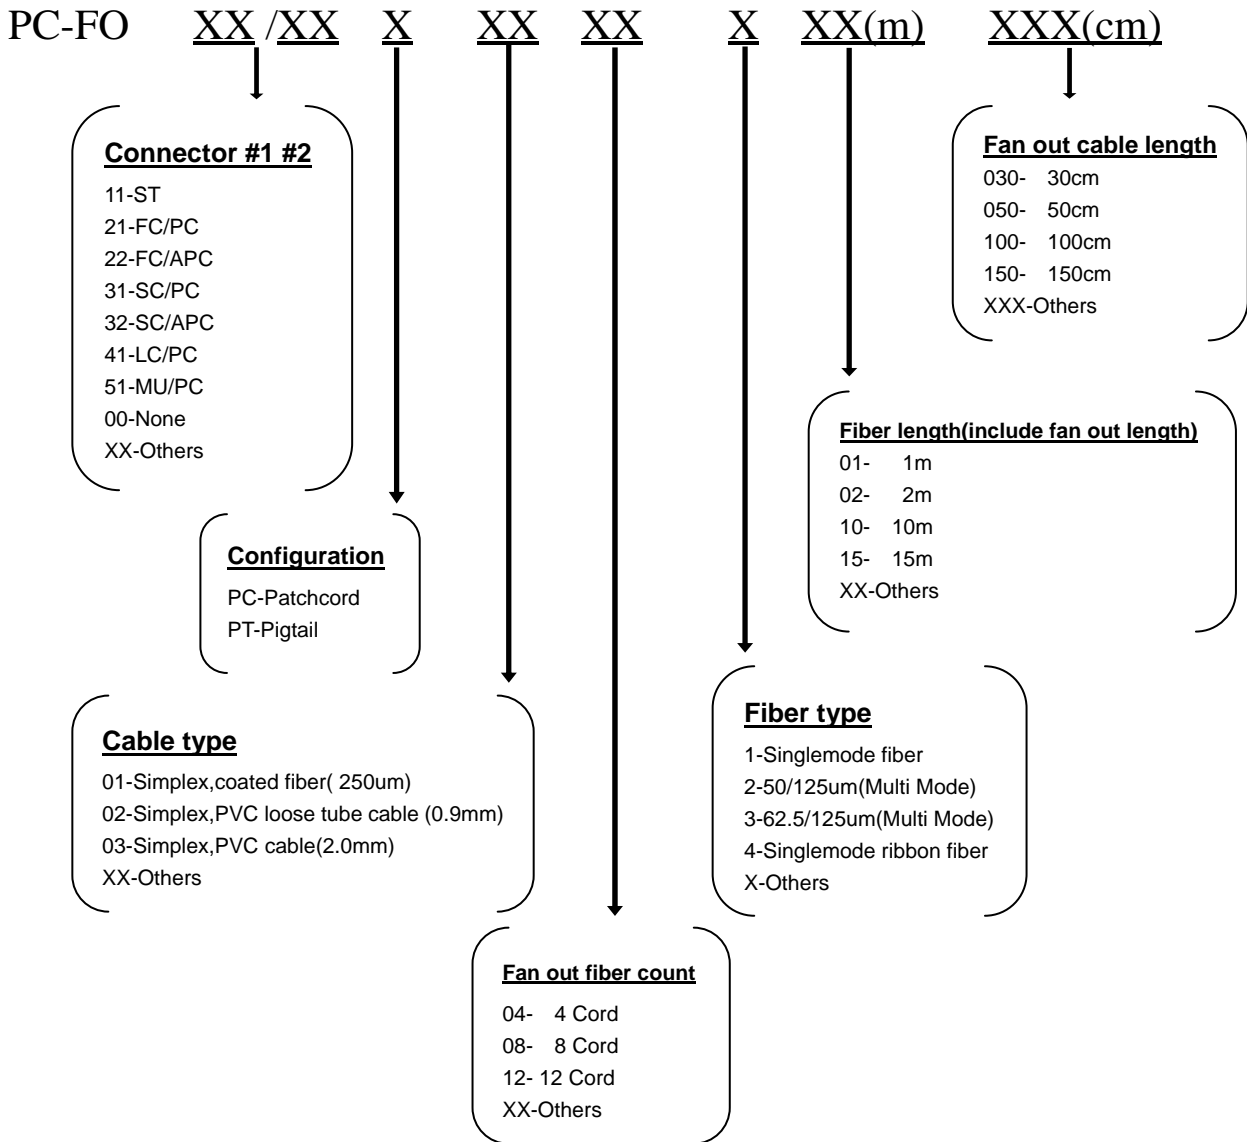 PC-FO XX /XX X XX XX X XX(m) XXX(cm)
Connector #1 #2
11-ST
21-FC/PC
22-FC/APC
31-SC/PC
32-SC/APC
41-LC/PC
51-MU/PC
00-None
XX-Others
Fan out cable length
030- 30cm
050- 50cm
100- 100cm
150- 150cm
XXX-Others
Fiber length(include fan out length)
01- 1m
02- 2m
10- 10m
15- 15m
XX-Others
Configuration
PC-Patchcord
PT-Pigtail
Cable type
01-Simplex,coated fiber( 250um)
02-Simplex,PVC loose tube cable (0.9mm)
03-Simplex,PVC cable(2.0mm)
XX-Others
Fiber type
1-Singlemode fiber
2-50/125um(Multi Mode)
3-62.5/125um(Multi Mode)
4-Singlemode ribbon fiber
X-Others
Fan out fiber count
04- 4 Cord
08- 8 Cord
12- 12 Cord
XX-Others